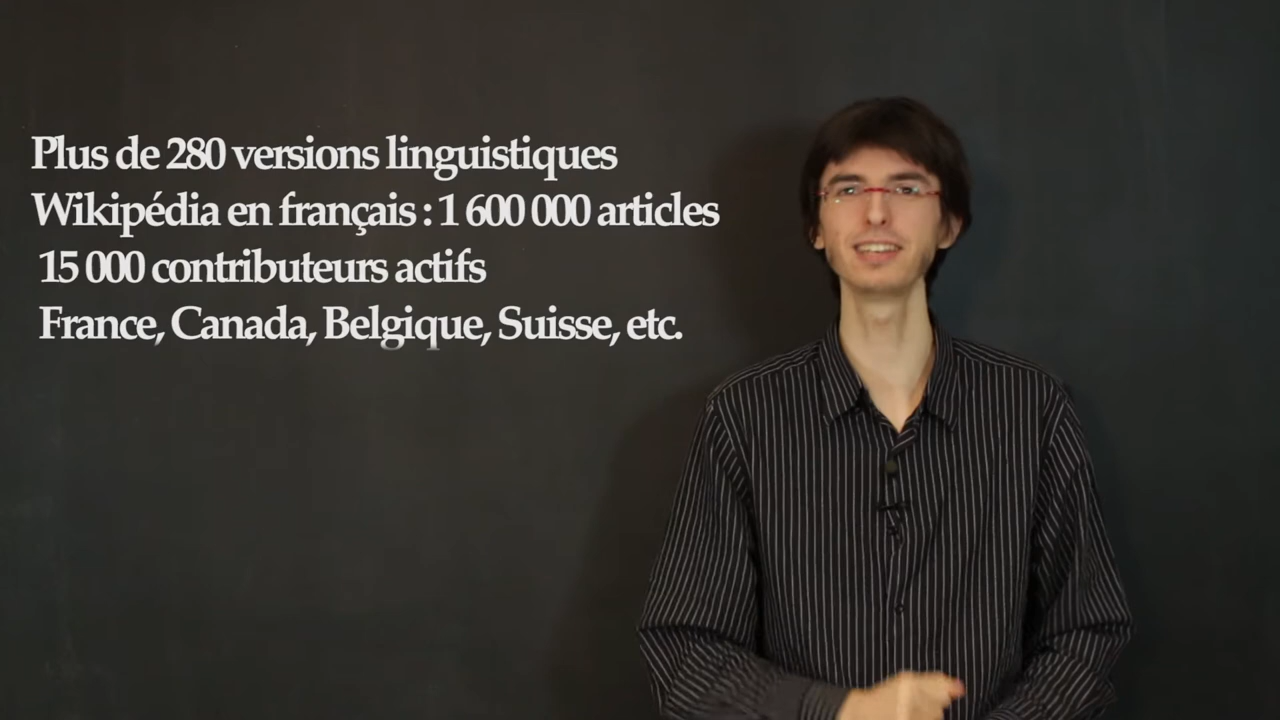 Plus de 280 versions linguistiques
Wikipédia en français : 1 600 000 articles
15 000 contributeurs actifs
France, Canada, Belgique, Suisse, etc.